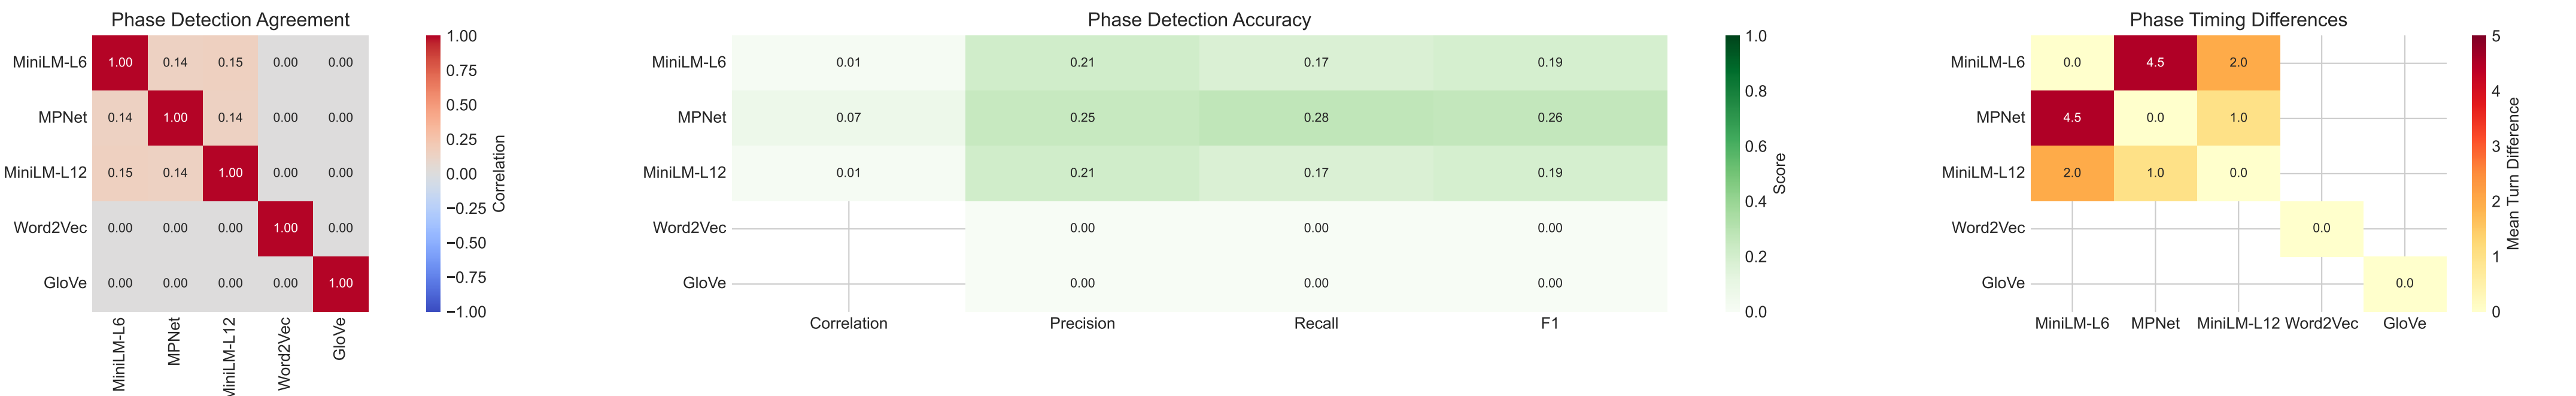 Phase Detection Agreement
MiniLM-L6 1.00 0.14 0.15 0.00 0.00
MPNet 0.14 1.00 0.14 0.00 0.00
MiniLM-L12 0.15 0.14 1.00 0.00 0.00
Word2Vec 0.00 0.00 0.00 1.00 0.00
GloVe 0.00 0.00 0.00 0.00 1.00
MiniLM-L6 MPNet MiniLM-L12 Word2Vec GloVe
1.00
0.75
0.50
0.25
0.00
−0.25
−0.50
−0.75
−1.00
Correlation
Phase Detection Accuracy
MiniLM-L6 0.01 0.21 0.17 0.19
MPNet 0.07 0.25 0.28 0.26
MiniLM-L12 0.01 0.21 0.17 0.19
Word2Vec 0.00 0.00 0.00
GloVe 0.00 0.00 0.00
Correlation Precision Recall F1
1.0
0.8
0.6
0.4
0.2
0.0
Score
Phase Timing Differences
MiniLM-L6 0.0 4.5 2.0
MPNet 4.5 0.0 1.0
MiniLM-L12 2.0 1.0 0.0
Word2Vec 0.0
GloVe 0.0
MiniLM-L6 MPNet MiniLM-L12 Word2Vec GloVe
5
4
3
2
1
0
Mean Turn Difference